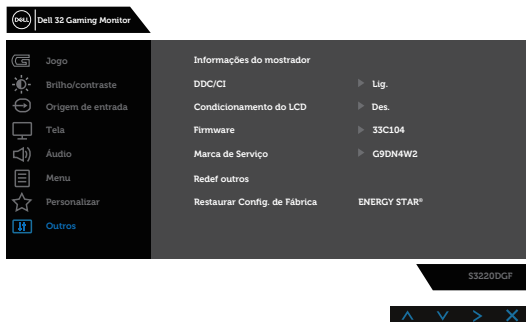 DELL Dell 32 Gaming Monitor
Jogo
Brilho/contraste
Origem de entrada
Tela
Áudio
Menu
Personalizar
Outros
Informações do mostrador
DDC/CI Lig.
Condicionamento do LCD Des.
Firmware 33C104
Marca de Serviço G9DN4W2
Redef outros
Restaurar Config. de Fábrica ENERGY STAR®
S3220DGF